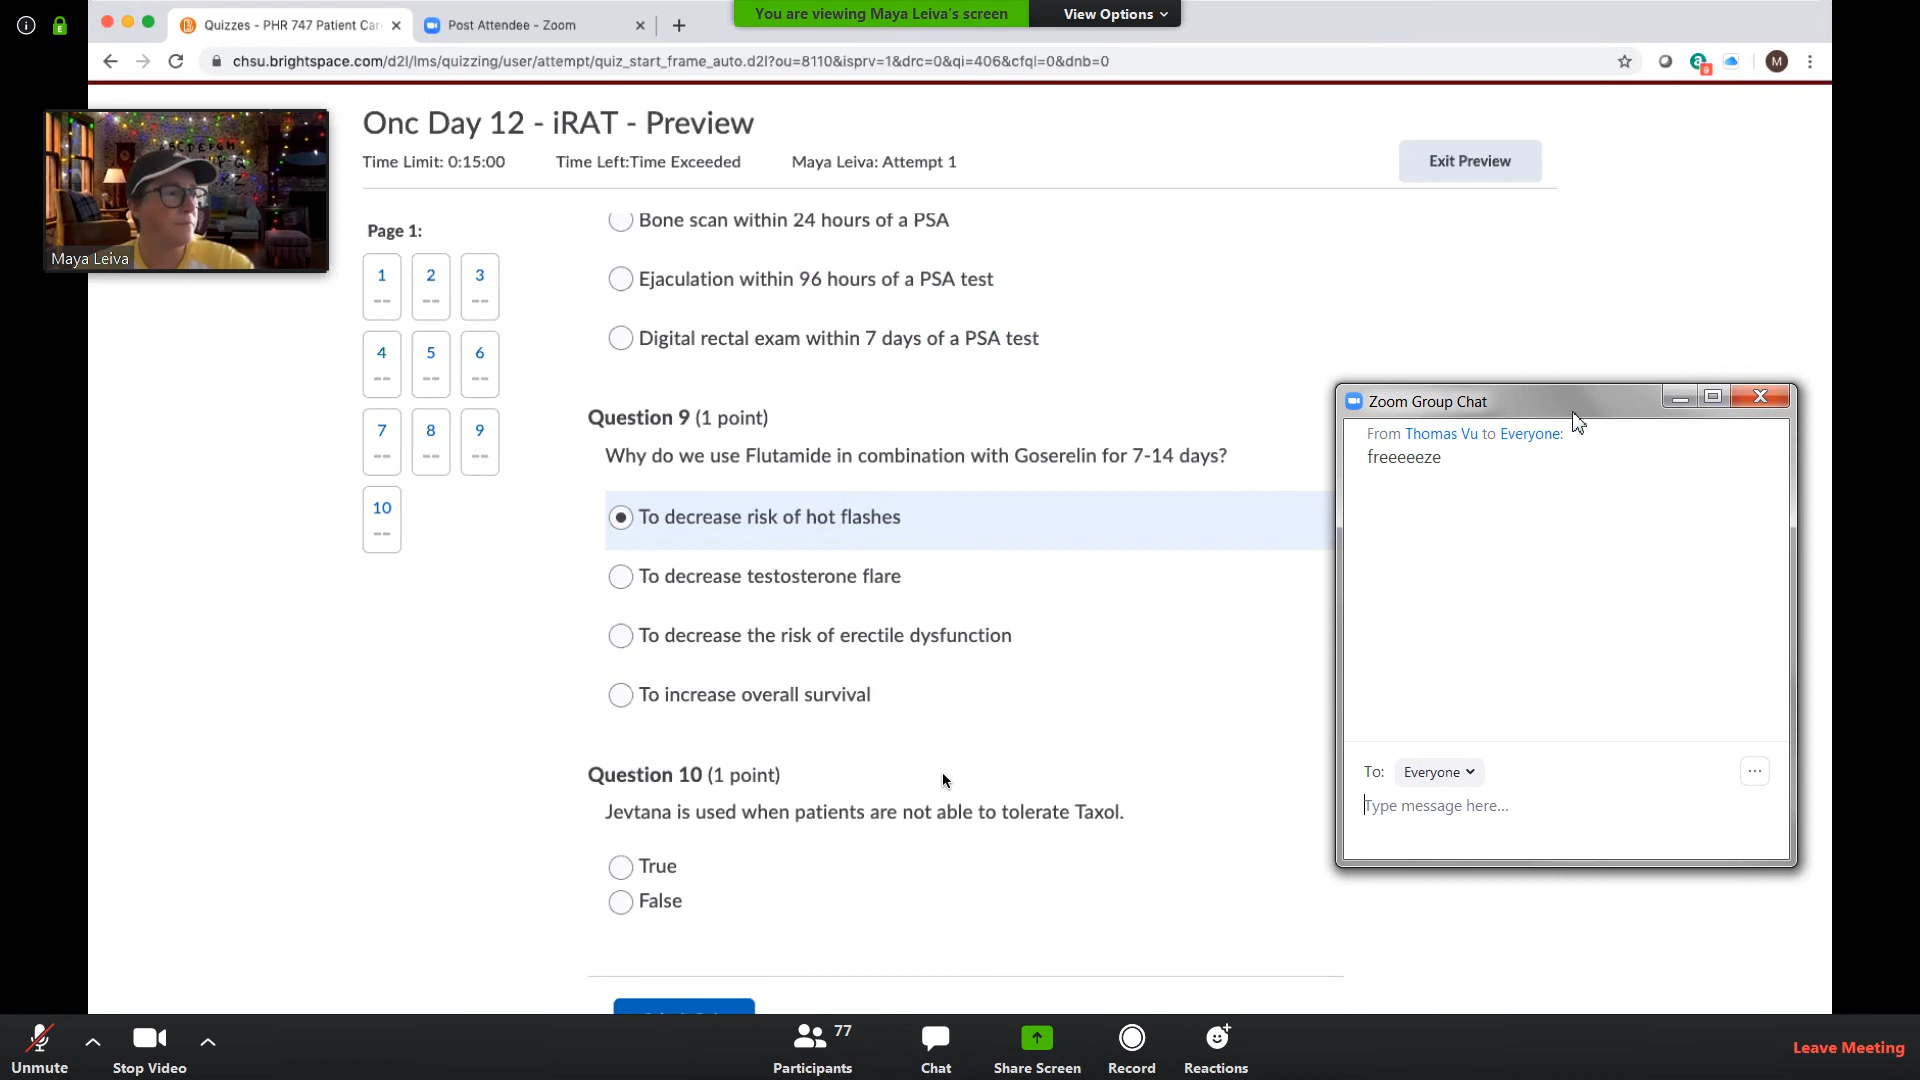 Quizzes - PHR 747 Patient Car
Post Attendee - Zoom
You are viewing Maya Leiva's screen
View Options
chsu.brightspace.com/d2l/lms/quizzing/user/attempt/quiz_start_frame_auto.d2l?ou=8110&isprv=1&drc=0&qi=406&cfql=0&dnb=0
M
Maya Leiva
Onc Day 12 - iRAT - Preview
Time Limit: 0:15:00 Time Left:Time Exceeded Maya Leiva: Attempt 1
Exit Preview
Page 1:
1 2 3
-- -- --
4 5 6
-- -- --
7 8 9
-- -- --
10
--
Bone scan within 24 hours of a PSA
Ejaculation within 96 hours of a PSA test
Digital rectal exam within 7 days of a PSA test
Question 9 (1 point)
Why do we use Flutamide in combination with Goserelin for 7-14 days?
To decrease risk of hot flashes
To decrease testosterone flare
To decrease the risk of erectile dysfunction
To increase overall survival
Question 10 (1 point)
Jevtana is used when patients are not able to tolerate Taxol.
True
False
Zoom Group Chat
From Thomas Vu to Everyone:
freeeeeze
To: Everyone
Type message here...
Unmute
Stop Video
77
Participants
Chat
Share Screen
Record
Reactions
Leave Meeting